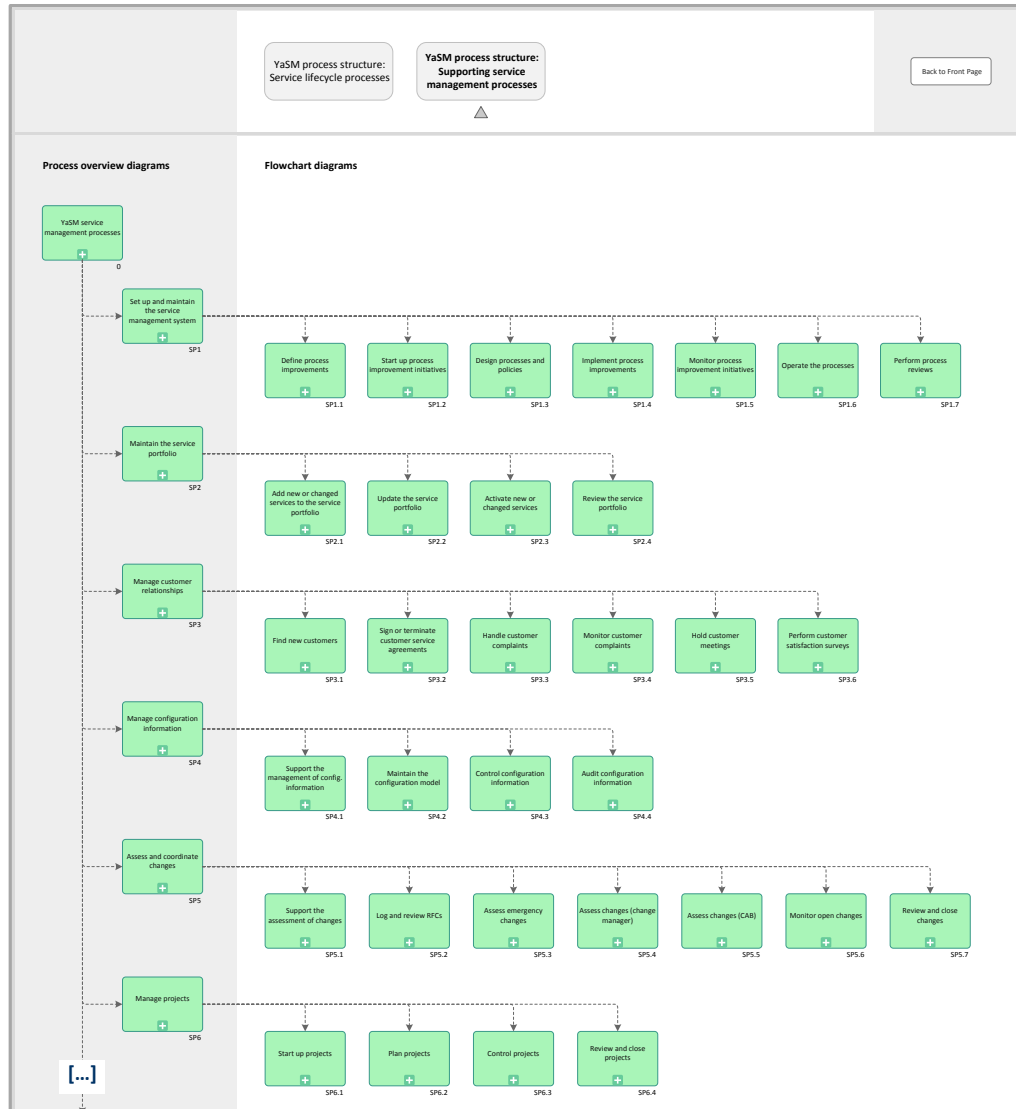 YaSM process structure:
Service lifecycle processes
YaSM process structure:
Supporting service
management processes
Back to Front Page
Process overview diagrams
Flowchart diagrams
YaSM service
management processes
0
Set up and maintain
the service
management system
SP1
Define process
improvements
SP1.1
Start up process
improvement initiatives
SP1.2
Design processes and
policies
SP1.3
Implement process
improvements
SP1.4
Monitor process
improvement initiatives
SP1.5
Operate the processes
SP1.6
Perform process
reviews
SP1.7
Maintain the service
portfolio
SP2
Add new or changed
services to the service
portfolio
SP2.1
Update the service
portfolio
SP2.2
Activate new or
changed services
SP2.3
Review the service
portfolio
SP2.4
Manage customer
relationships
SP3
Find new customers
SP3.1
Sign or terminate
customer service
agreements
SP3.2
Handle customer
complaints
SP3.3
Monitor customer
complaints
SP3.4
Hold customer
meetings
SP3.5
Perform customer
satisfaction surveys
SP3.6
Manage configuration
information
SP4
Support the
management of config.
information
SP4.1
Maintain the
configuration model
SP4.2
Control configuration
information
SP4.3
Audit configuration
information
SP4.4
Assess and coordinate
changes
SP5
Support the
assessment of changes
SP5.1
Log and review RFCs
SP5.2
Assess emergency
changes
SP5.3
Assess changes (change
manager)
SP5.4
Assess changes (CAB)
SP5.5
Monitor open changes
SP5.6
Review and close
changes
SP5.7
Manage projects
SP6
Start up projects
SP6.1
Plan projects
SP6.2
Control projects
SP6.3
Review and close
projects
SP6.4
[...]